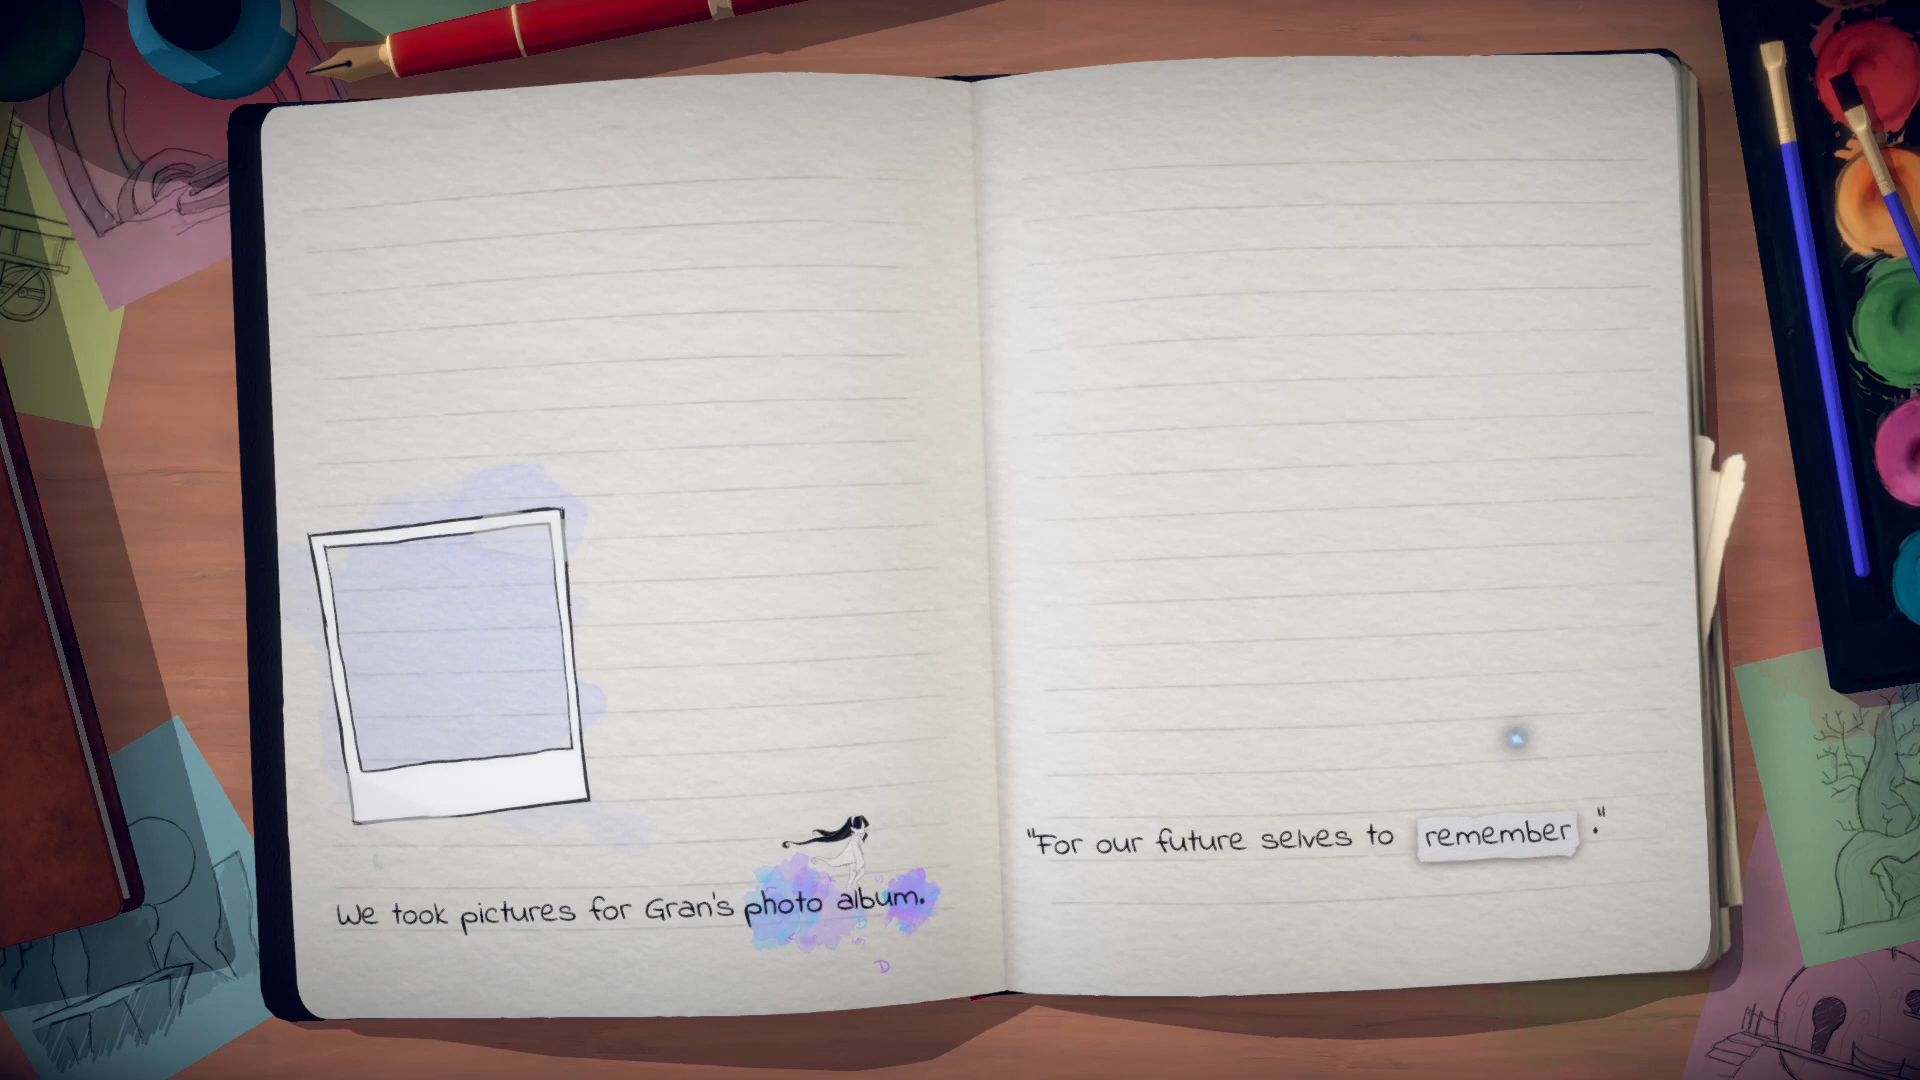 We took pictures for Gran's photo album.
"For our future selves to remember."